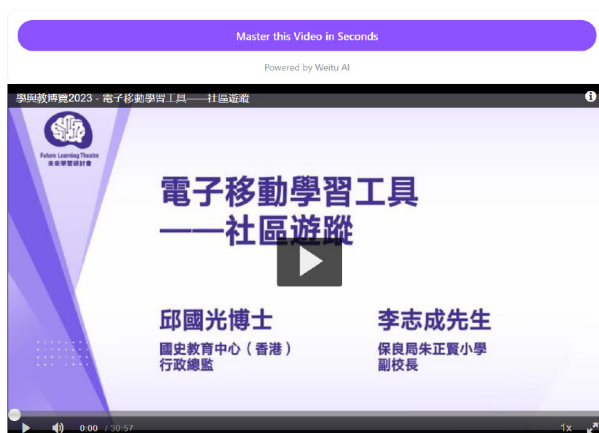 Master this Video in Seconds
Powered by Weitu AI
學與教博覽2023 - 電子移動學習工具——社區遊蹤
Future Learning Theatre
未來學習研討會
電子移動學習工具
——社區遊蹤
邱國光博士
國史教育中心（香港）
行政總監
李志成先生
保良局朱正賢小學
副校長
0:00 / 30:57
1x